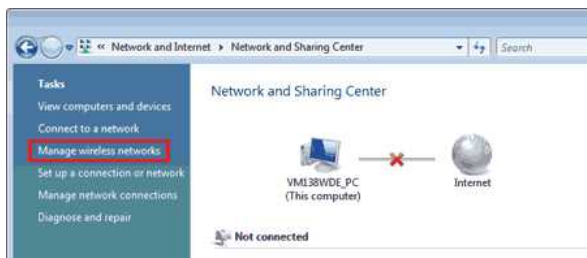 « Network and Internet ▸ Network and Sharing Center
Search
Tasks
View computers and devices
Connect to a network
Manage wireless networks
Set up a connection or network
Manage network connections
Diagnose and repair
Network and Sharing Center
VM138WDE_PC
(This computer)
Internet
Not connected